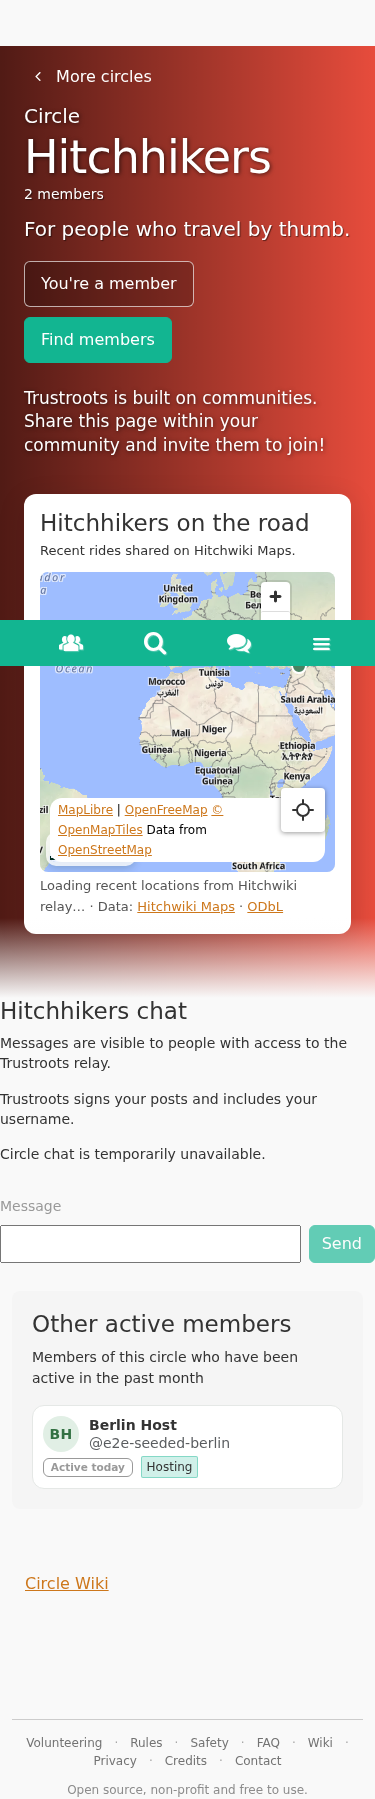 More circles
Circle
Hitchhikers
2 members
For people who travel by thumb.
You're a member
Find members
Trustroots is built on communities.
Share this page within your
community and invite them to join!
Hitchhikers on the road
Recent rides shared on Hitchwiki Maps.
United
Kingdom
Ocean
Tunisia
تونس
Morocco
المغرب
Saudi Arabia
السعودية
Mali
Niger
Guinea
Nigeria
Ethiopia
ኢትዮጵያ
Equatorial
Guinea
Kenya
MapLibre | OpenFreeMap ©
OpenMapTiles Data from
OpenStreetMap
South Africa
Loading recent locations from Hitchwiki
relay… · Data: Hitchwiki Maps · ODbL
Hitchhikers chat
Messages are visible to people with access to the
Trustroots relay.
Trustroots signs your posts and includes your
username.
Circle chat is temporarily unavailable.
Message
Send
Other active members
Members of this circle who have been
active in the past month
BH
Berlin Host
@e2e-seeded-berlin
Active today
Hosting
Circle Wiki
Volunteering · Rules · Safety · FAQ · Wiki ·
Privacy · Credits · Contact
Open source, non-profit and free to use.